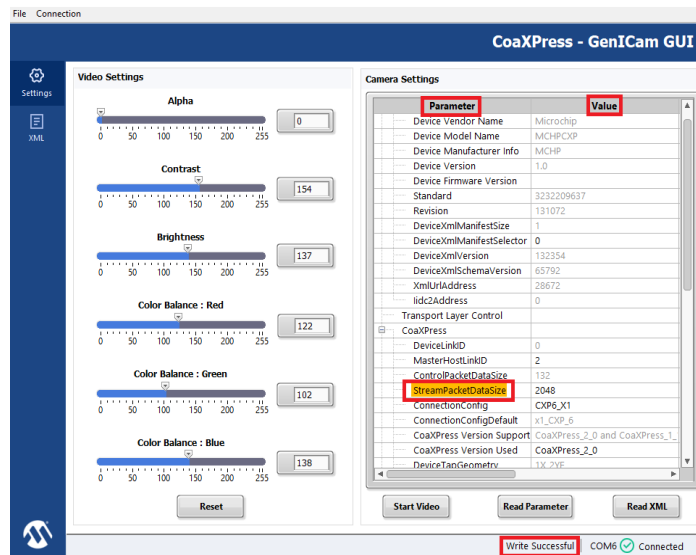 File Connection
CoaXPress - GenICam GUI
Settings
XML
Video Settings
Alpha
0
0 50 100 150 200 255
Contrast
154
0 50 100 150 200 255
Brightness
137
0 50 100 150 200 255
Color Balance : Red
122
0 50 100 150 200 255
Color Balance : Green
102
0 50 100 150 200 255
Color Balance : Blue
138
0 50 100 150 200 255
Reset
Camera Settings
Parameter Value
Device Vendor Name Microchip
Device Model Name MCHPCXP
Device Manufacturer Info MCHP
Device Version 1.0
Device Firmware Version
Standard 3232209637
Revision 131072
DeviceXmlManifestSize 1
DeviceXmlManifestSelector 0
DeviceXmlVersion 132354
DeviceXmlSchemaVersion 65792
XmlUrlAddress 28672
Iidc2Address 0
Transport Layer Control
CoaXPress
DeviceLinkID 0
MasterHostLinkID 2
ControlPacketDataSize 132
StreamPacketDataSize 2048
ConnectionConfig CXP6_X1
ConnectionConfigDefault x1_CXP_6
CoaXPress Version Support CoaXPress_2_0 and CoaXPress_1_
CoaXPress Version Used CoaXPress_2_0
DeviceTapGeometry 1X_2YE
Start Video Read Parameter Read XML
Write Successful COM6 Connected